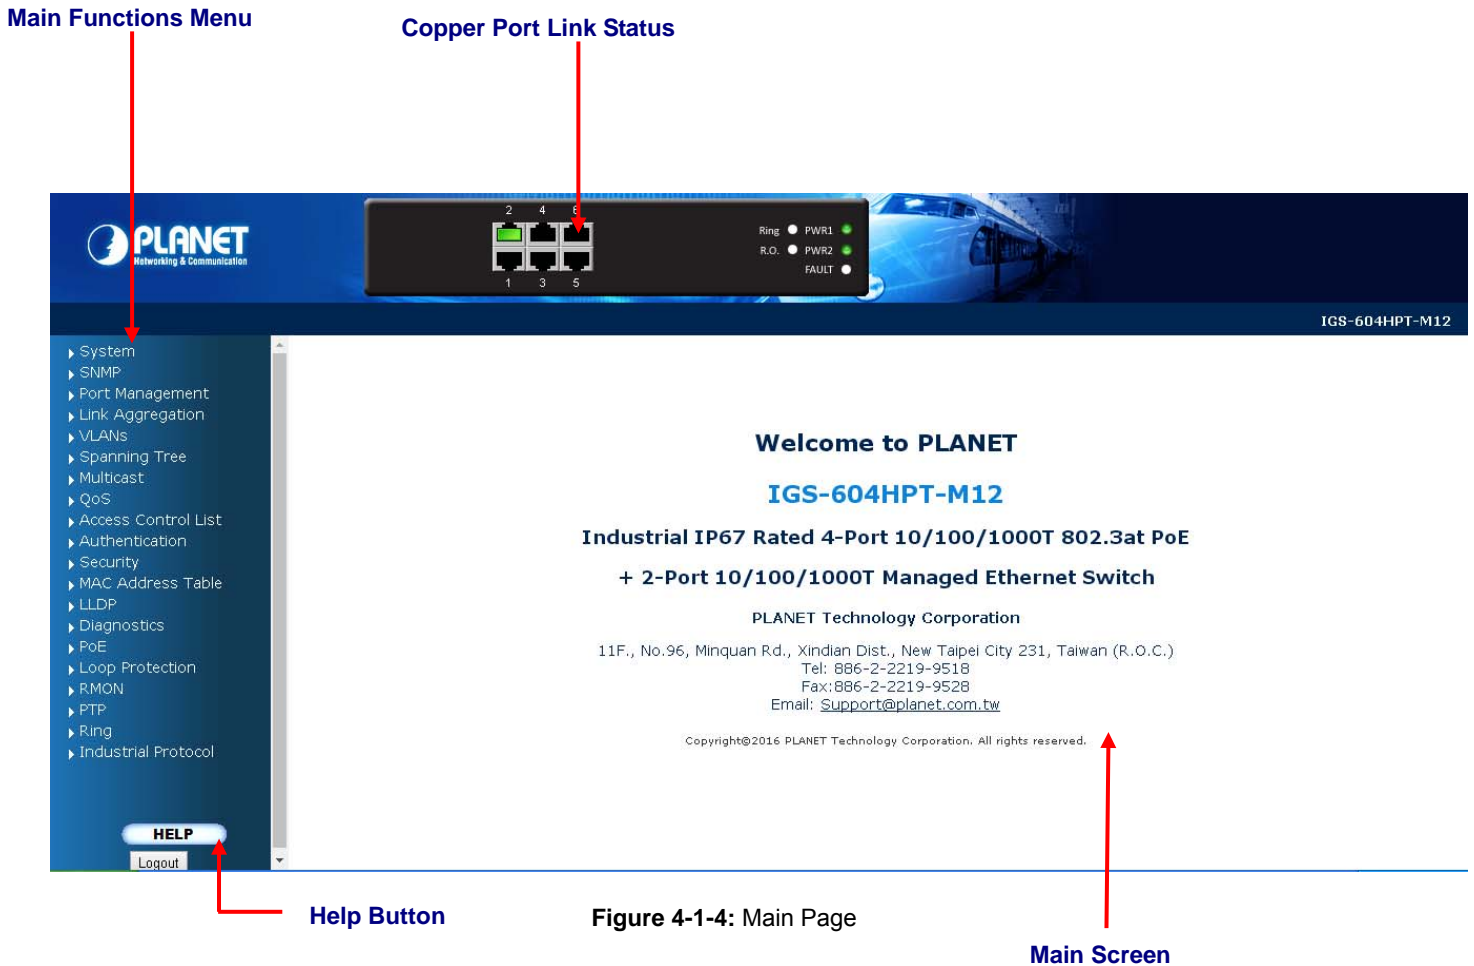 Main Functions Menu
Copper Port Link Status
PLANET
Networking & Communication
2 4 6
1 3 5
Ring PWR1
R.O. PWR2
FAULT
IGS-604HPT-M12
System
SNMP
Port Management
Link Aggregation
VLANs
Spanning Tree
Multicast
QoS
Access Control List
Authentication
Security
MAC Address Table
LLDP
Diagnostics
PoE
Loop Protection
RMON
PTP
Ring
Industrial Protocol
HELP
Logout
Welcome to PLANET
IGS-604HPT-M12
Industrial IP67 Rated 4-Port 10/100/1000T 802.3at PoE
+ 2-Port 10/100/1000T Managed Ethernet Switch
PLANET Technology Corporation
11F., No.96, Minquan Rd., Xindian Dist., New Taipei City 231, Taiwan (R.O.C.)
Tel: 886-2-2219-9518
Fax:886-2-2219-9528
Email: Support@planet.com.tw
Copyright©2016 PLANET Technology Corporation. All rights reserved.
Help Button
Figure 4-1-4: Main Page
Main Screen